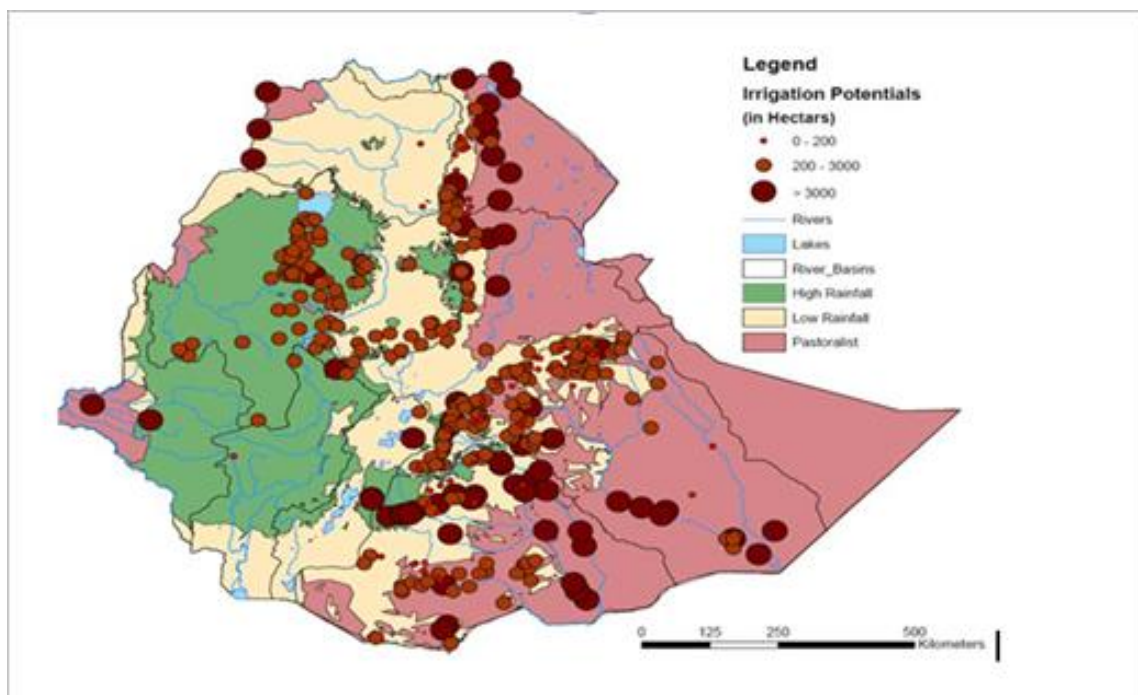 Legend
Irrigation Potentials
(in Hectars)
0 - 200
200 - 3000
> 3000
Rivers
Lakes
River_Basins
High Rainfall
Low Rainfall
Pastoralist
0 125 250 500
Kilometers